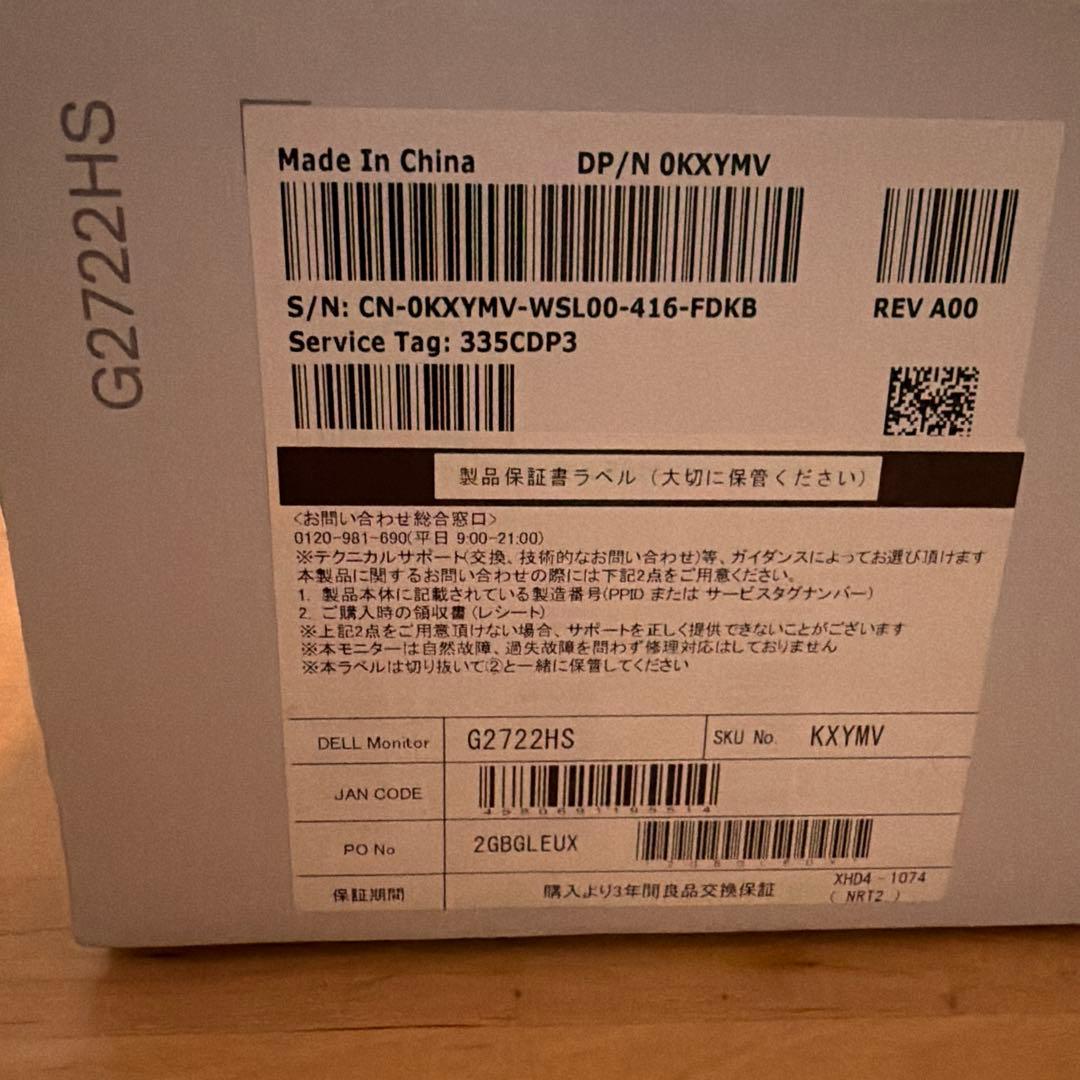 G2722HS
Made In China DP/N 0KXYMV
S/N: CN-0KXYMV-WSL00-416-FDKB REV A00
Service Tag: 335CDP3
製品保証書ラベル（大切に保管ください）
〈お問い合わせ総合窓口〉
0120-981-690(平日 9:00-21:00)
※テクニカルサポート(交換、技術的なお問い合わせ)等、ガイダンスによってお選び頂けます
本製品に関するお問い合わせの際には下記2点をご用意ください。
1. 製品本体に記載されている製造番号(PPID または サービスタグナンバー)
2. ご購入時の領収書(レシート)
※上記2点をご用意頂けない場合、サポートを正しく提供できないことがございます
※本モニターは自然故障、過失故障を問わず修理対応はしておりません
※本ラベルは切り抜いて②と一緒に保管してください
DELL Monitor G2722HS SKU No. KXYMV
JAN CODE
PO No 2GBGLEUX
保証期間 購入より3年間良品交換保証 XHD4-1074
(NRT2 )